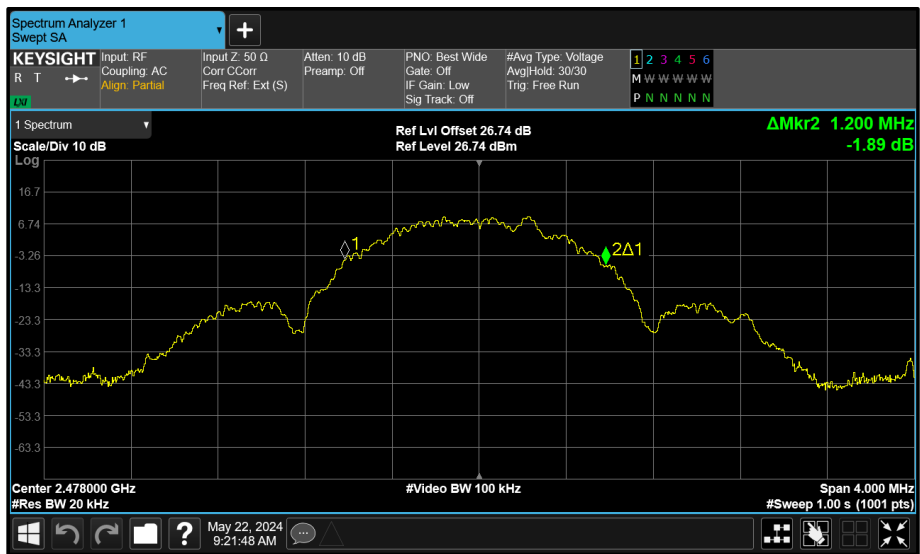 Spectrum Analyzer 1
Swept SA
+
KEYSIGHT
R T
LXI
Input: RF
Coupling: AC
Align: Partial
Input Z: 50 Ω
Corr CCorr
Freq Ref: Ext (S)
Atten: 10 dB
Preamp: Off
PNO: Best Wide
Gate: Off
IF Gain: Low
Sig Track: Off
#Avg Type: Voltage
Avg|Hold: 30/30
Trig: Free Run
1 2 3 4 5 6
M W W W W W
P N N N N N
1 Spectrum
Scale/Div 10 dB
Ref Lvl Offset 26.74 dB
Ref Level 26.74 dBm
ΔMkr2 1.200 MHz
-1.89 dB
Log
16.7
6.74
-3.26
-13.3
-23.3
-33.3
-43.3
-53.3
-63.3
1
2Δ1
Center 2.478000 GHz
#Video BW 100 kHz
Span 4.000 MHz
#Res BW 20 kHz
#Sweep 1.00 s (1001 pts)
?
May 22, 2024
9:21:48 AM